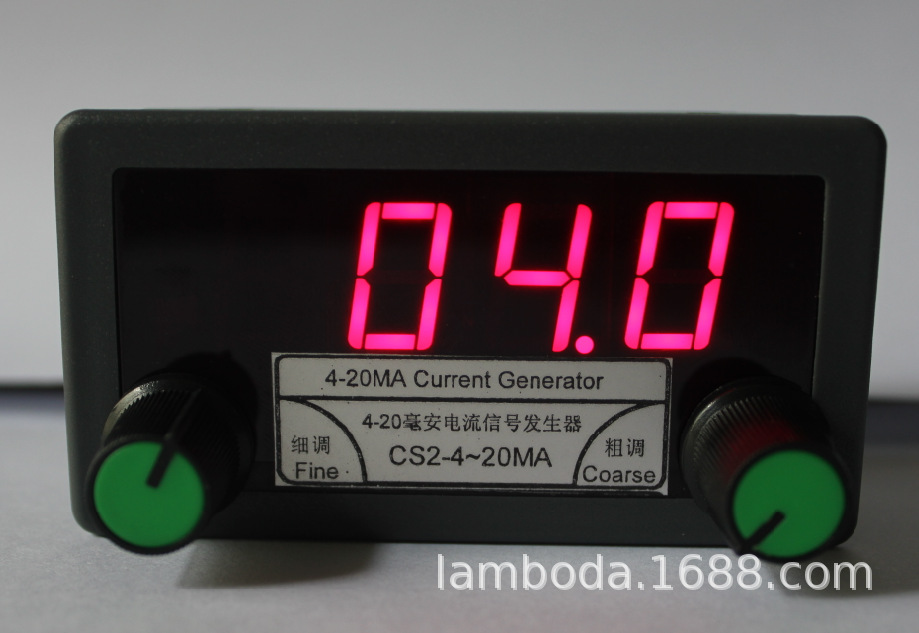 04.0
4-20MA Current Generator
4-20毫安电流信号发生器
细调
粗调
CS2-4~20MA
Fine
Coarse
lamboda.1688.com